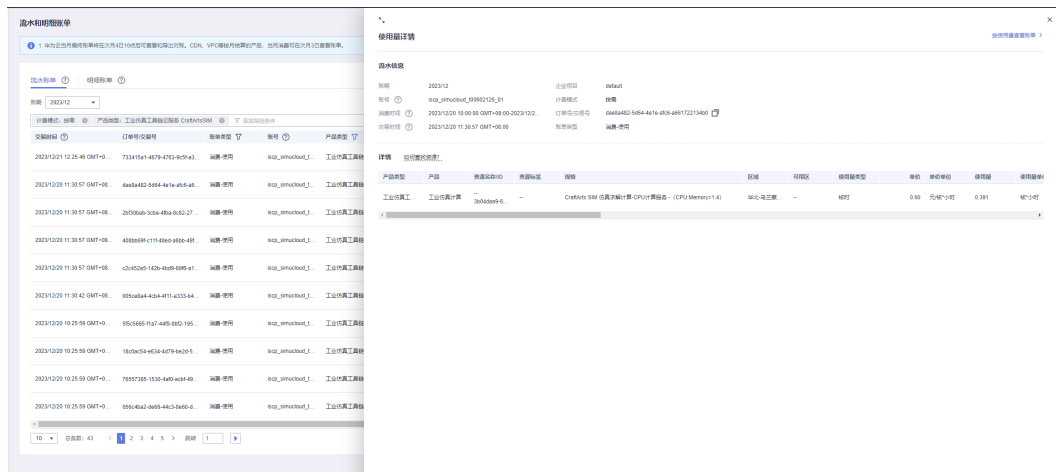 流水和明细账单
1. 华为云当月最终账单将在次月4日10点后可查看和导出对账。CDN、VPC等按月结算的产品，当月消费可在次月3日查看账单。
流水账单 明细账单
账期 2023/12
计费模式：按需 产品类型：工业仿真工具链云服务 CraftArtsSIM 添加筛选条件
交易时间 订单号/交易号 账单类型 账号 产品类型
2023/12/21 12:25:46 GMT+0... 733415a1-4679-4763-9c5f-a3... 消费-使用 iscp_simucloud_t... 工业仿真工具链
2023/12/20 11:30:57 GMT+08... dae8a482-5d64-4e1e-afc6-a6... 消费-使用 iscp_simucloud_t... 工业仿真工具链
2023/12/20 11:30:57 GMT+08... 2bf30bab-3cba-4fba-8c82-27... 消费-使用 iscp_simucloud_t... 工业仿真工具链
2023/12/20 11:30:57 GMT+08... 408bb69f-c11f-48ed-a6bb-49f... 消费-使用 iscp_simucloud_t... 工业仿真工具链
2023/12/20 11:30:57 GMT+08... c2c452a5-142b-4bd9-89f6-a1... 消费-使用 iscp_simucloud_t... 工业仿真工具链
2023/12/20 11:30:42 GMT+08... 005ca8a4-4cb4-4f11-a333-b4... 消费-使用 iscp_simucloud_t... 工业仿真工具链
2023/12/20 10:25:59 GMT+0... 5f5c5665-f1a7-44f9-8bf2-195... 消费-使用 iscp_simucloud_t... 工业仿真工具链
2023/12/20 10:25:59 GMT+0... 18c0ac54-e634-4d79-be2d-5... 消费-使用 iscp_simucloud_t... 工业仿真工具链
2023/12/20 10:25:59 GMT+0... 76557385-1530-4af0-acbf-49... 消费-使用 iscp_simucloud_t... 工业仿真工具链
2023/12/20 10:25:59 GMT+0... 056c4ba2-de66-44c3-8e60-d... 消费-使用 iscp_simucloud_t... 工业仿真工具链
10 总条数：43 < 1 2 3 4 5 > 跳转 1
使用量详情
按使用量查看账单 >
流水信息
账期 2023/12 企业项目 default
账号 iscp_simucloud_t00602126_01 计费模式 按需
消费时间 2023/12/20 10:00:00 GMT+08:00-2023/12/2... 订单号/交易号 dae8a482-5d64-4e1e-afc6-a661722134b0
交易时间 2023/12/20 11:30:57 GMT+08:00 账单类型 消费-使用
详情 如何查找资源?
产品类型 产品 资源名称/ID 资源标签 规格 区域 可用区 使用量类型 单价 单价单位 使用量 使用量单位
工业仿真工... 工业仿真计算 -- 3b04daa9-6... -- CraftArts SIM 仿真求解计算-CPU计算服务 -（CPU:Memory=1:4） 华北-乌兰察... -- 核时 0.60 元/核*小时 0.391 核*小时